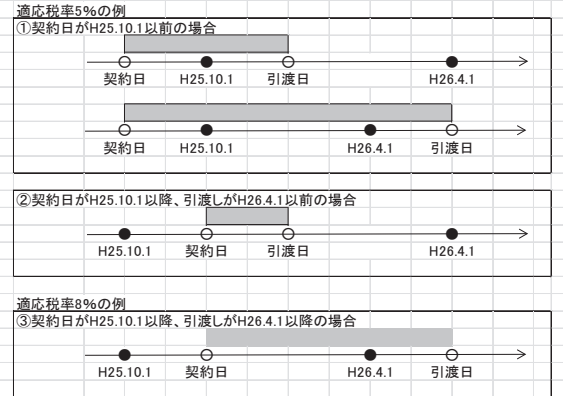 適応税率5%の例
①契約日がH25.10.1以前の場合
契約日 H25.10.1 引渡日 H26.4.1
契約日 H25.10.1 H26.4.1 引渡日
②契約日がH25.10.1以降、引渡しがH26.4.1以前の場合
H25.10.1 契約日 引渡日 H26.4.1
適応税率8%の例
③契約日がH25.10.1以降、引渡しがH26.4.1以降の場合
H25.10.1 契約日 H26.4.1 引渡日